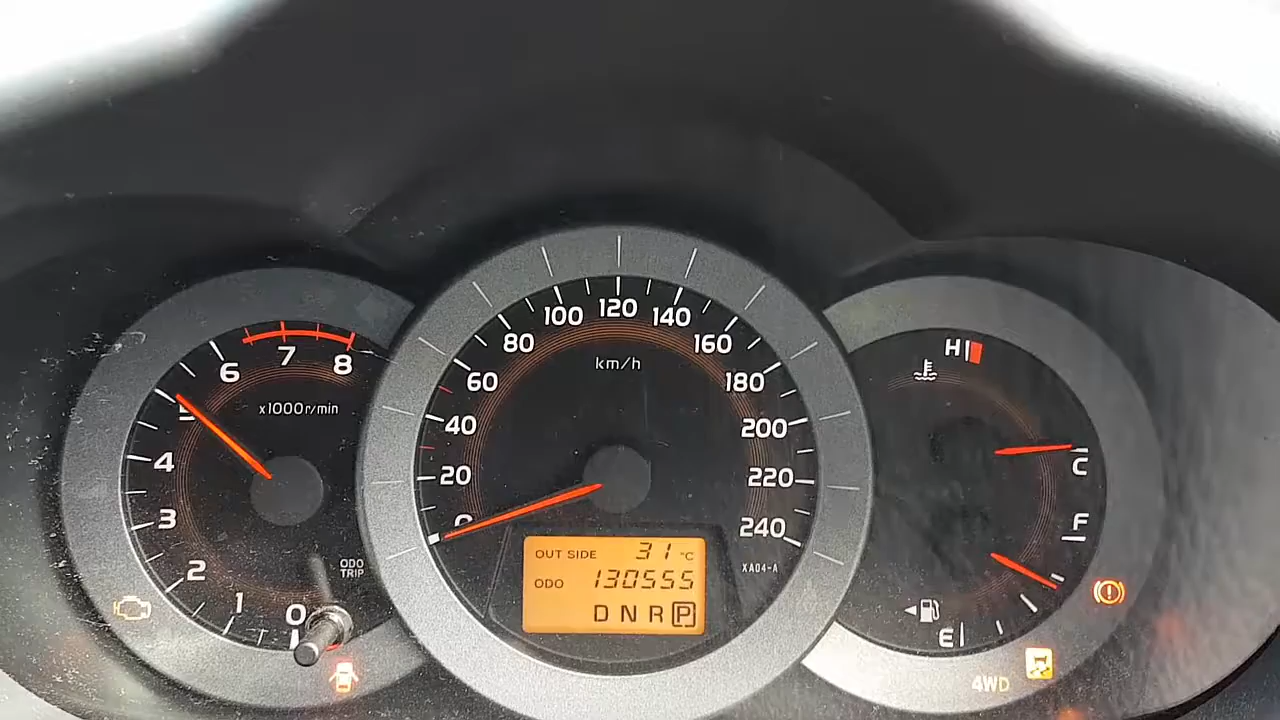 0
1
2
3
4
5
6
7
8
x1000r/min
ODO
TRIP
0
20
40
60
80
100
120
140
160
180
200
220
240
km/h
OUT SIDE 31 °C
ODO 130555
D N R P
XA04-A
H
C
F
E
4WD